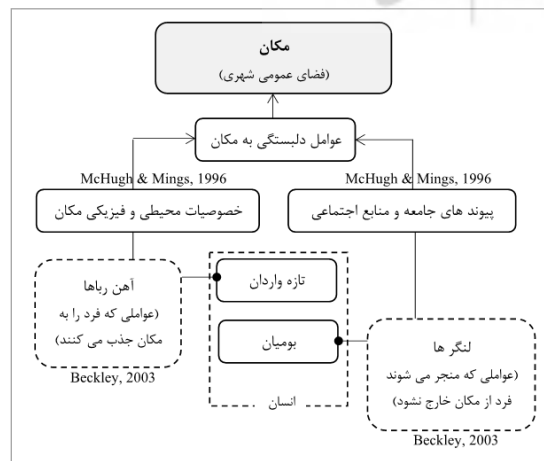 مکان
(فضای عمومی شهری)
عوامل دلبستگی به مکان
McHugh & Mings, 1996
McHugh & Mings, 1996
پیوند های جامعه و منابع اجتماعی
خصوصیات محیطی و فیزیکی مکان
آهن رباها
(عواملی که فرد را به
مکان جذب می کنند)
Beckley, 2003
تازه واردان
بومیان
انسان
لنگر ها
(عواملی که منجر می شوند
فرد از مکان خارج نشود)
Beckley, 2003